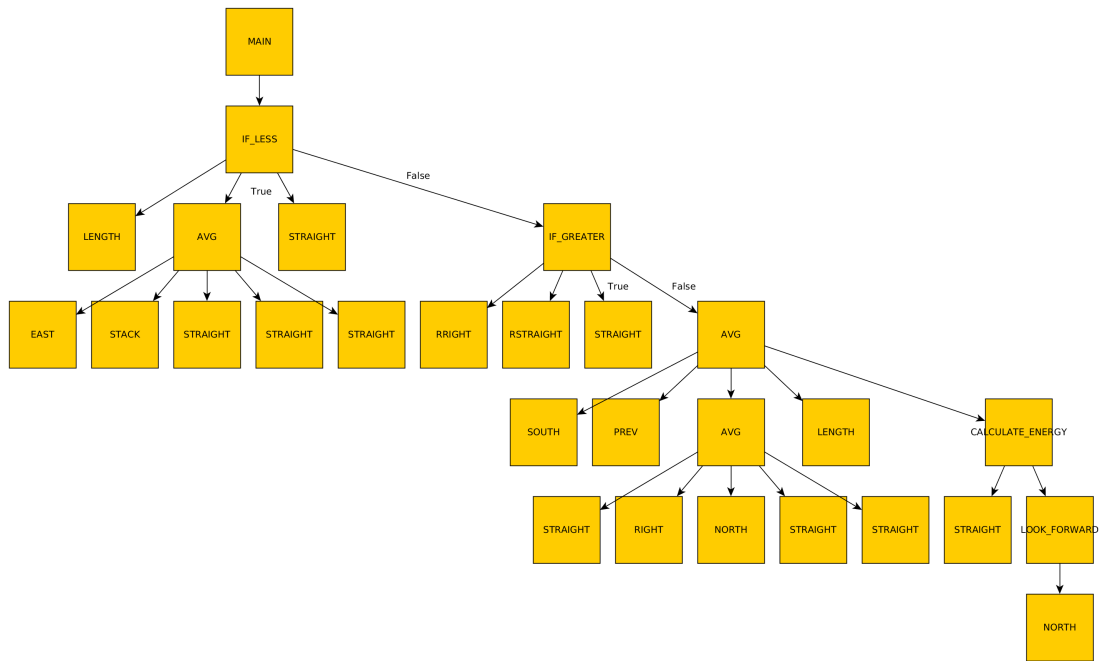 MAIN
IF_LESS
False
True
LENGTH
AVG
STRAIGHT
IF_GREATER
True
False
EAST
STACK
STRAIGHT
STRAIGHT
STRAIGHT
RRIGHT
RSTRAIGHT
STRAIGHT
AVG
SOUTH
PREV
AVG
LENGTH
CALCULATE_ENERGY
STRAIGHT
RIGHT
NORTH
STRAIGHT
STRAIGHT
STRAIGHT
LOOK_FORWARD
NORTH